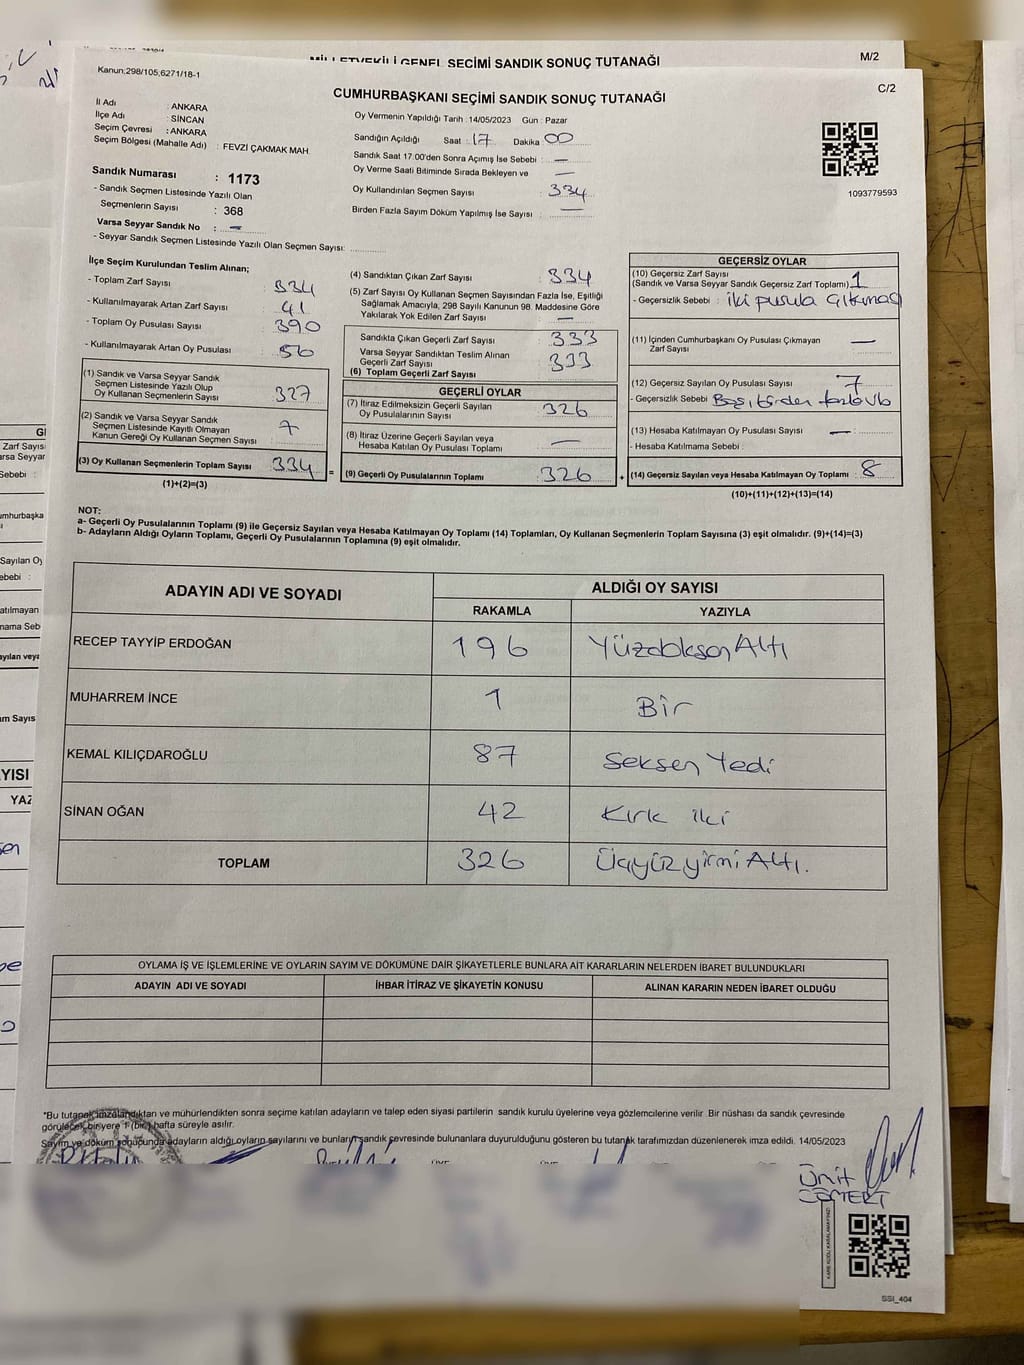 MİLLETVEKİLİ GENEL SEÇİMİ SANDIK SONUÇ TUTANAĞI
M/2
Kanun:298/105,6271/18-1
C/2
CUMHURBAŞKANI SEÇİMİ SANDIK SONUÇ TUTANAĞI
İl Adı : ANKARA
İlçe Adı : SİNCAN
Seçim Çevresi : ANKARA
Seçim Bölgesi (Mahalle Adı) : FEVZİ ÇAKMAK MAH.
Sandık Numarası : 1173
- Sandık Seçmen Listesinde Yazılı Olan
Seçmenlerin Sayısı : 368
Varsa Seyyar Sandık No : -
- Seyyar Sandık Seçmen Listesinde Yazılı Olan Seçmen Sayısı: ............
Oy Vermenin Yapıldığı Tarih : 14/05/2023 Gün : Pazar
Sandığın Açıldığı Saat : 17 Dakika : 00
Sandık Saat 17:00'den Sonra Açımış İse Sebebi : —
Oy Verme Saati Bitiminde Sırada Bekleyen ve —
Oy Kullandırılan Seçmen Sayısı : 334
Birden Fazla Sayım Döküm Yapılmış İse Sayısı : —
1093779593
İlçe Seçim Kurulundan Teslim Alınan;
- Toplam Zarf Sayısı : 334
- Kullanılmayarak Artan Zarf Sayısı : 41
- Toplam Oy Pusulası Sayısı : 390
- Kullanılmayarak Artan Oy Pusulası : 56
(1) Sandık ve Varsa Seyyar Sandık
Seçmen Listesinde Yazılı Olup
Oy Kullanan Seçmenlerin Sayısı : 327
(2) Sandık ve Varsa Seyyar Sandık
Seçmen Listesinde Kayıtlı Olmayan
Kanun Gereği Oy Kullanan Seçmen Sayısı : 7
(3) Oy Kullanan Seçmenlerin Toplam Sayısı : 334
(1)+(2)=(3)
(4) Sandıktan Çıkan Zarf Sayısı : 334
(5) Zarf Sayısı Oy Kullanan Seçmen Sayısından Fazla İse, Eşitliği
Sağlamak Amacıyla, 298 Sayılı Kanunun 98. Maddesine Göre
Yakılarak Yok Edilen Zarf Sayısı : —
Sandıkta Çıkan Geçerli Zarf Sayısı : 333
Varsa Seyyar Sandıktan Teslim Alınan
Geçerli Zarf Sayısı
(6) Toplam Geçerli Zarf Sayısı : 333
GEÇERLİ OYLAR
(7) İtiraz Edilmeksizin Geçerli Sayılan
Oy Pusulalarının Sayısı : 326
(8) İtiraz Üzerine Geçerli Sayılan veya
Hesaba Katılan Oy Pusulası Toplamı : —
= (9) Geçerli Oy Pusulalarının Toplamı : 326
GEÇERSİZ OYLAR
(10) Geçersiz Zarf Sayısı
(Sandık ve Varsa Seyyar Sandık Geçersiz Zarf Toplamı) : 1
- Geçersizlik Sebebi : İki pusula çıkması
(11) İçinden Cumhurbaşkanı Oy Pusulası Çıkmayan
Zarf Sayısı : —
(12) Geçersiz Sayılan Oy Pusulası Sayısı : 7
- Geçersizlik Sebebi :
(13) Hesaba Katılmayan Oy Pusulası Sayısı : —
- Hesaba Katılmama Sebebi :
+ (14) Geçersiz Sayılan veya Hesaba Katılmayan Oy Toplamı : 8
(10)+(11)+(12)+(13)=(14)
NOT:
a- Geçerli Oy Pusulalarının Toplamı (9) ile Geçersiz Sayılan veya Hesaba Katılmayan Oy Toplamı (14) Toplamları, Oy Kullanan Seçmenlerin Toplam Sayısına (3) eşit olmalıdır. (9)+(14)=(3)
b- Adayların Aldığı Oyların Toplamı, Geçerli Oy Pusulalarının Toplamına (9) eşit olmalıdır.
ADAYIN ADI VE SOYADI
ALDIĞI OY SAYISI
RAKAMLA YAZIYLA
RECEP TAYYİP ERDOĞAN 196 YüzdoksanAltı
MUHARREM İNCE 1 Bir
KEMAL KILIÇDAROĞLU 87 Seksen Yedi
SİNAN OĞAN 42 Kırk iki
TOPLAM 326 Üçyüzyirmi Altı.
OYLAMA İŞ VE İŞLEMLERİNE VE OYLARIN SAYIM VE DÖKÜMÜNE DAİR ŞİKAYETLERLE BUNLARA AİT KARARLARIN NELERDEN İBARET BULUNDUKLARI
ADAYIN ADI VE SOYADI İHBAR İTİRAZ VE ŞİKAYETİN KONUSU ALINAN KARARIN NEDEN İBARET OLDUĞU
*Bu tutanak imzalandıktan ve mühürlendikten sonra seçime katılan adayların ve talep eden siyasi partilerin sandık kurulu üyelerine veya gözlemcilerine verilir. Bir nüshası da sandık çevresinde
görülecek bir yere 1 (bir) hafta süreyle asılır.
Sayım ve döküm sonucunda adayların aldığı oyların sayılarını ve bunların sandık çevresinde bulunanlara duyurulduğunu gösteren bu tutanak tarafımızdan düzenlenerek imza edildi. 14/05/2023
Ümit
CÖMERT
SSI_404